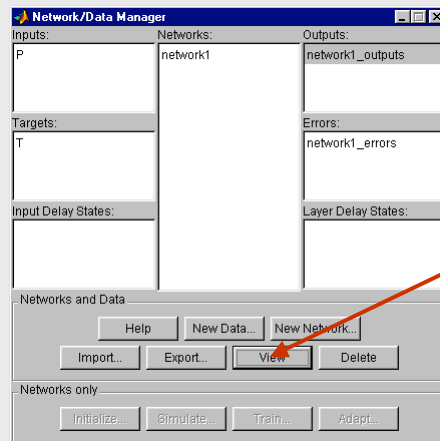 Network/Data Manager
Inputs: Networks: Outputs:
P network1 network1_outputs
Targets: Errors:
T network1_errors
Input Delay States: Layer Delay States:
Networks and Data
Help New Data... New Network...
Import... Export... View Delete
Networks only
Initialize... Simulate... Train... Adapt...